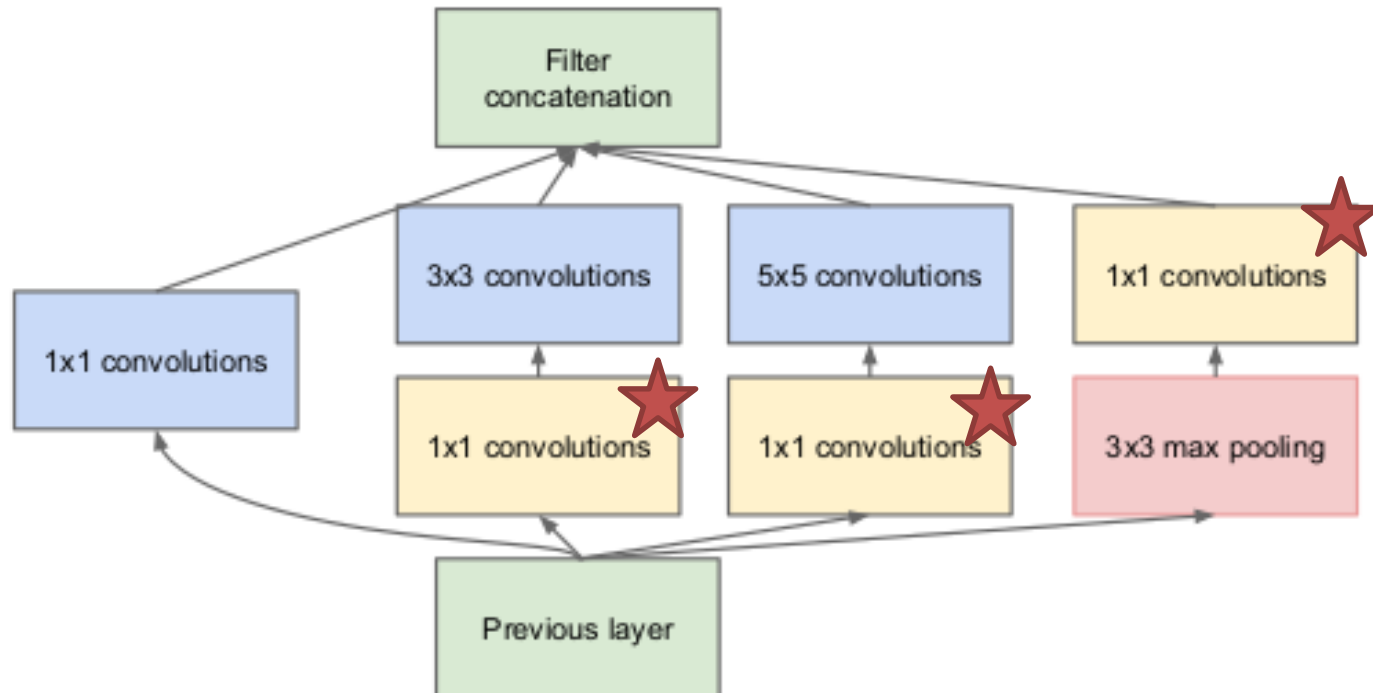 Filter
concatenation
3x3 convolutions
5x5 convolutions
1x1 convolutions
1x1 convolutions
1x1 convolutions
1x1 convolutions
3x3 max pooling
Previous layer